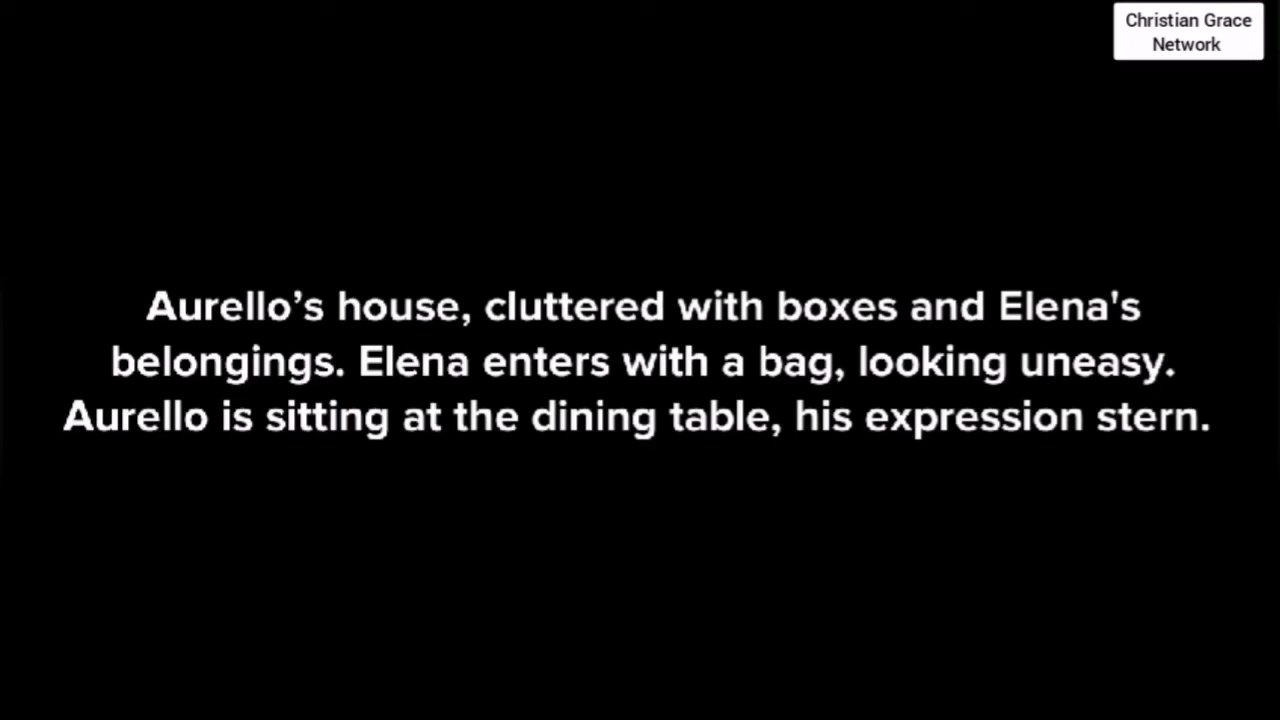 Christian Grace
Network
Aurello’s house, cluttered with boxes and Elena's
belongings. Elena enters with a bag, looking uneasy.
Aurello is sitting at the dining table, his expression stern.